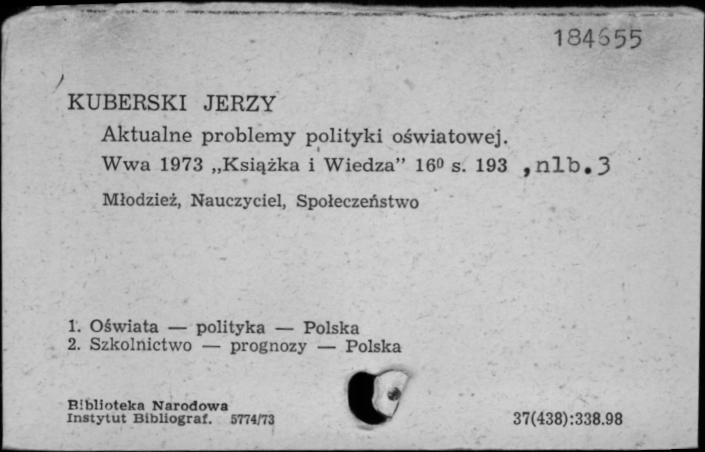 184655
KUBERSKI JERZY
Aktualne problemy polityki oświatowej.
Wwa 1973 „Książka i Wiedza” 16⁰ s. 193 , nlb. 3
Młodzież, Nauczyciel, Społeczeństwo
1. Oświata — polityka — Polska
2. Szkolnictwo — prognozy — Polska
Biblioteka Narodowa
Instytut Bibliograf. 5774/73
37(438):338.98